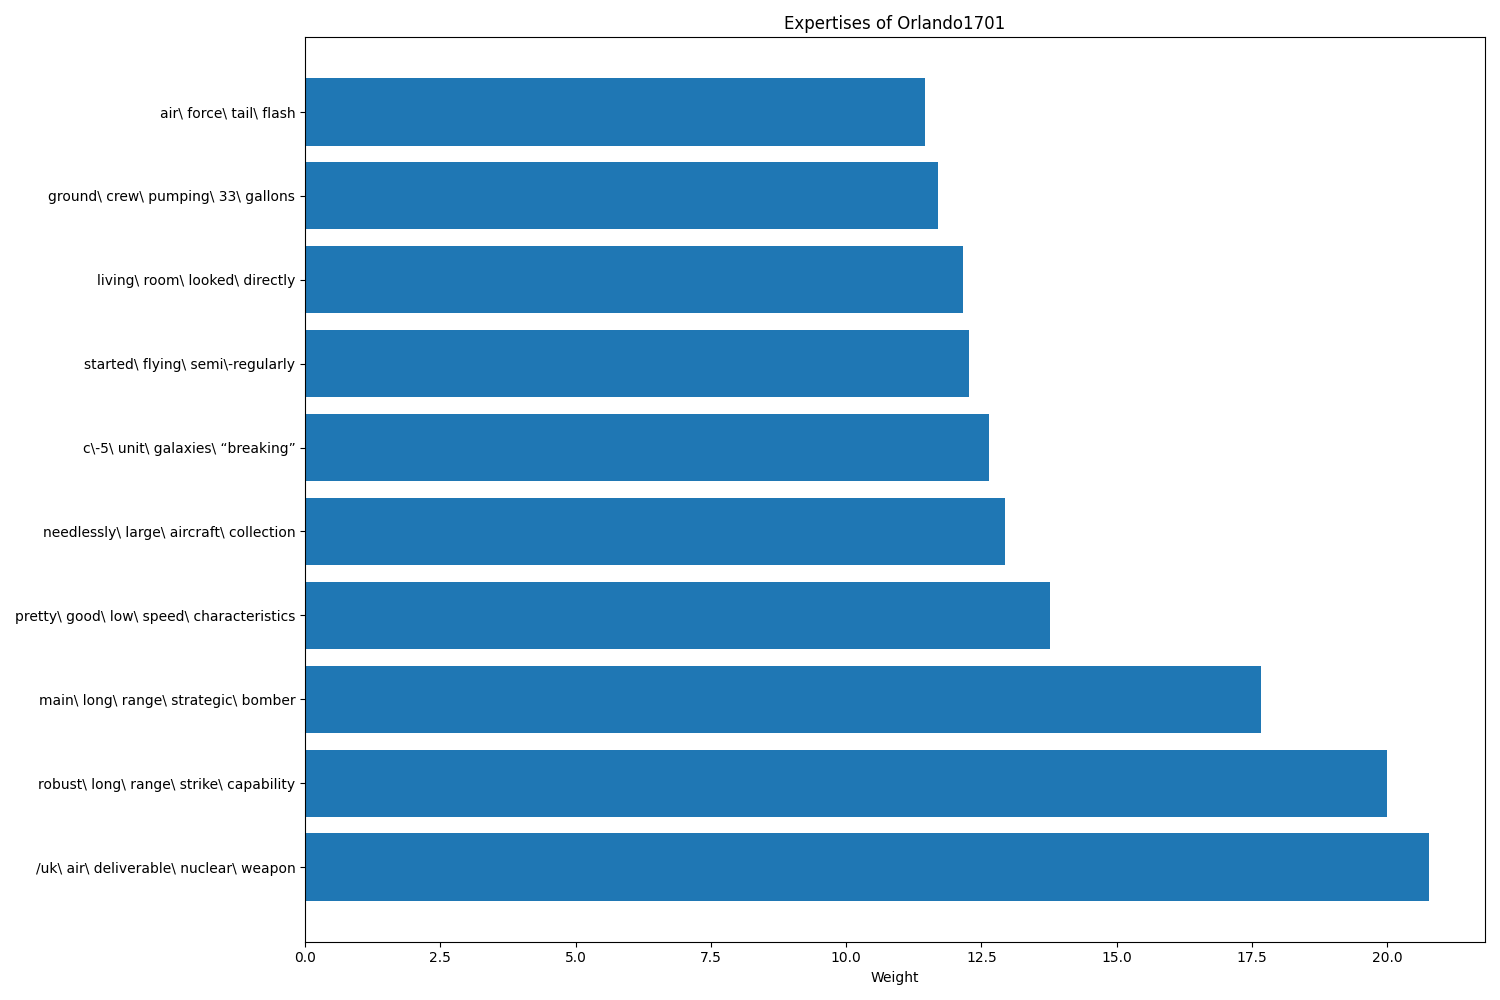 Expertises of Orlando1701
air\ force\ tail\ flash
ground\ crew\ pumping\ 33\ gallons
living\ room\ looked\ directly
started\ flying\ semi\-regularly
c\-5\ unit\ galaxies\ “breaking”
needlessly\ large\ aircraft\ collection
pretty\ good\ low\ speed\ characteristics
main\ long\ range\ strategic\ bomber
robust\ long\ range\ strike\ capability
/uk\ air\ deliverable\ nuclear\ weapon
0.0 2.5 5.0 7.5 10.0 12.5 15.0 17.5 20.0
Weight